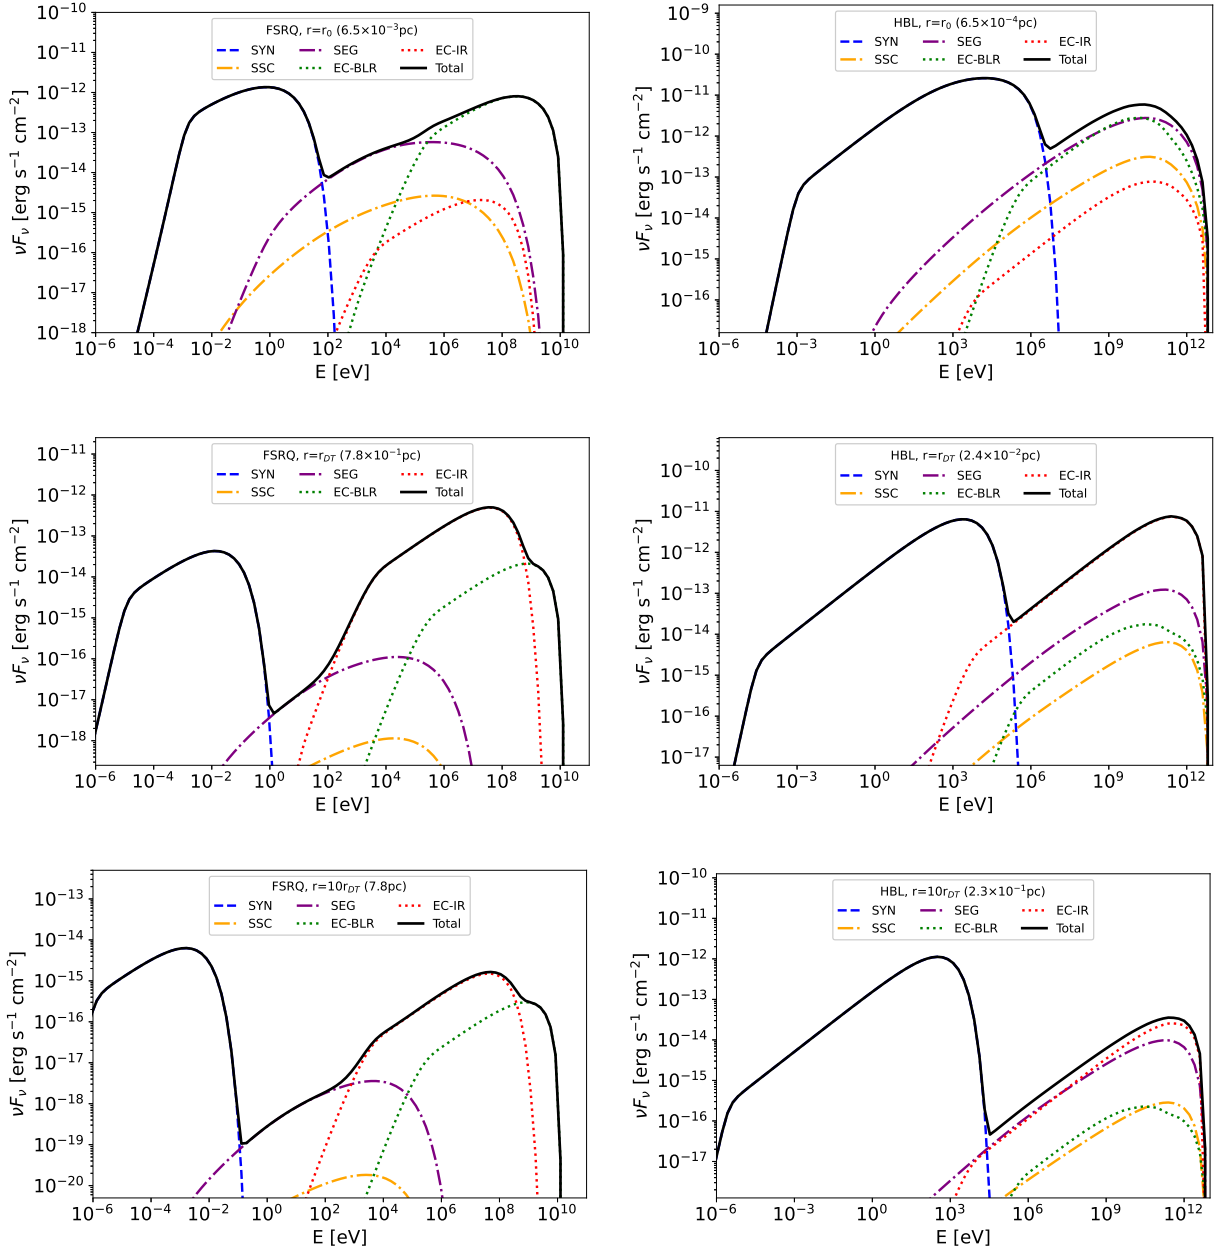 FSRQ, r=r₀ (6.5×10⁻³pc)
SYN SEG EC-IR
SSC EC-BLR Total
10⁻¹⁰
10⁻¹¹
10⁻¹²
10⁻¹³
10⁻¹⁴
10⁻¹⁵
10⁻¹⁶
10⁻¹⁷
10⁻¹⁸
νFᵥ [erg s⁻¹ cm⁻²]
10⁻⁶ 10⁻⁴ 10⁻² 10⁰ 10² 10⁴ 10⁶ 10⁸ 10¹⁰
E [eV]
HBL, r=r₀ (6.5×10⁻⁴pc)
SYN SEG EC-IR
SSC EC-BLR Total
10⁻⁹
10⁻¹⁰
10⁻¹¹
10⁻¹²
10⁻¹³
10⁻¹⁴
10⁻¹⁵
10⁻¹⁶
νFᵥ [erg s⁻¹ cm⁻²]
10⁻⁶ 10⁻³ 10⁰ 10³ 10⁶ 10⁹ 10¹²
E [eV]
FSRQ, r=r_DT (7.8×10⁻¹pc)
SYN SEG EC-IR
SSC EC-BLR Total
10⁻¹¹
10⁻¹²
10⁻¹³
10⁻¹⁴
10⁻¹⁵
10⁻¹⁶
10⁻¹⁷
10⁻¹⁸
νFᵥ [erg s⁻¹ cm⁻²]
10⁻⁶ 10⁻⁴ 10⁻² 10⁰ 10² 10⁴ 10⁶ 10⁸ 10¹⁰
E [eV]
HBL, r=r_DT (2.4×10⁻²pc)
SYN SEG EC-IR
SSC EC-BLR Total
10⁻¹⁰
10⁻¹¹
10⁻¹²
10⁻¹³
10⁻¹⁴
10⁻¹⁵
10⁻¹⁶
10⁻¹⁷
νFᵥ [erg s⁻¹ cm⁻²]
10⁻⁶ 10⁻³ 10⁰ 10³ 10⁶ 10⁹ 10¹²
E [eV]
FSRQ, r=10r_DT (7.8pc)
SYN SEG EC-IR
SSC EC-BLR Total
10⁻¹³
10⁻¹⁴
10⁻¹⁵
10⁻¹⁶
10⁻¹⁷
10⁻¹⁸
10⁻¹⁹
10⁻²⁰
νFᵥ [erg s⁻¹ cm⁻²]
10⁻⁶ 10⁻⁴ 10⁻² 10⁰ 10² 10⁴ 10⁶ 10⁸ 10¹⁰
E [eV]
HBL, r=10r_DT (2.3×10⁻¹pc)
SYN SEG EC-IR
SSC EC-BLR Total
10⁻¹⁰
10⁻¹¹
10⁻¹²
10⁻¹³
10⁻¹⁴
10⁻¹⁵
10⁻¹⁶
10⁻¹⁷
νFᵥ [erg s⁻¹ cm⁻²]
10⁻⁶ 10⁻³ 10⁰ 10³ 10⁶ 10⁹ 10¹²
E [eV]